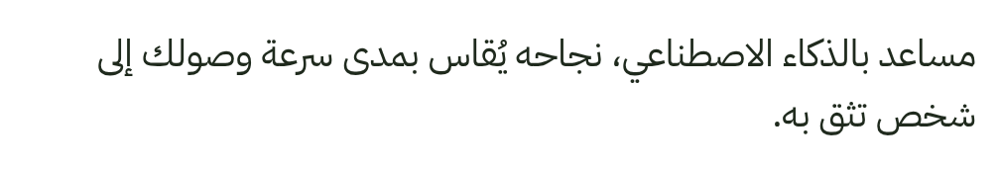 مساعد بالذكاء الاصطناعي، نجاحه يُقاس بمدى سرعة وصولك إلى
شخص تثق به.